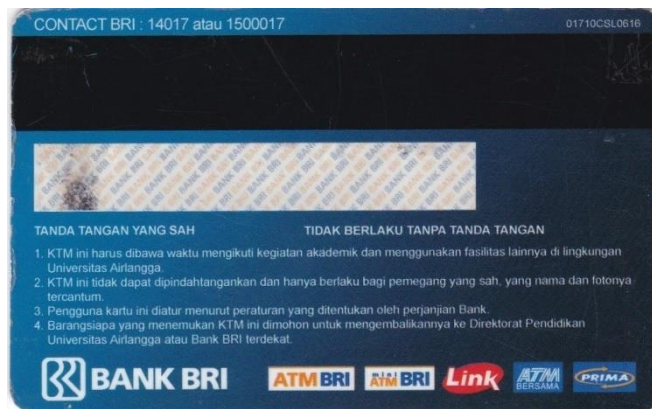 CONTACT BRI : 14017 atau 1500017
01710CSL0616
TANDA TANGAN YANG SAH
TIDAK BERLAKU TANPA TANDA TANGAN
1. KTM ini harus dibawa waktu mengikuti kegiatan akademik dan menggunakan fasilitas lainnya di lingkungan
Universitas Airlangga.
2. KTM ini tidak dapat dipindahtangankan dan hanya berlaku bagi pemegang yang sah, yang nama dan fotonya
tercantum.
3. Pengguna kartu ini diatur menurut peraturan yang ditentukan oleh perjanjian Bank.
4. Barangsiapa yang menemukan KTM ini dimohon untuk mengembalikannya ke Direktorat Pendidikan
Universitas Airlangga atau Bank BRI terdekat.
BANK BRI
ATM BRI
mini ATM BRI
Link
ATM BERSAMA
PRIMA